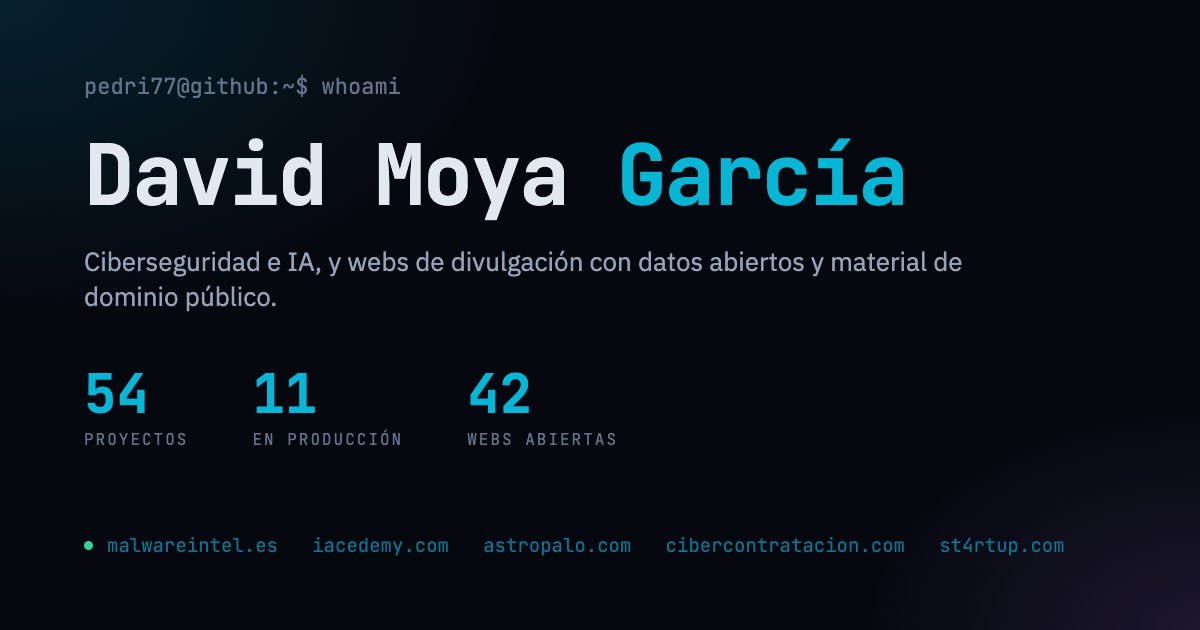 pedri77@github:~$ whoami
David Moya García
Ciberseguridad e IA, y webs de divulgación con datos abiertos y material de
dominio público.
54 11 42
PROYECTOS EN PRODUCCIÓN WEBS ABIERTAS
malwareintel.es iacedemy.com astropalo.com cibercontratacion.com st4rtup.com